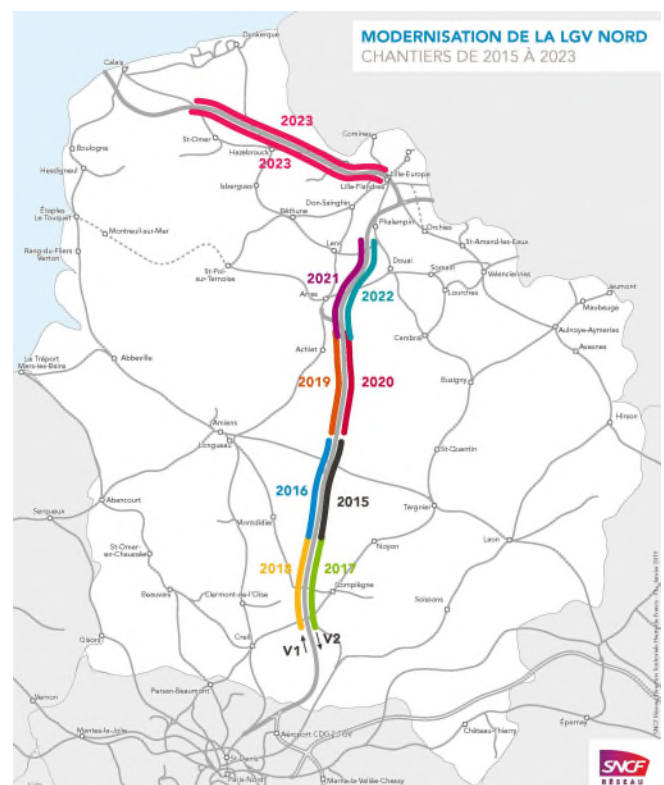 MODERNISATION DE LA LGV NORD
CHANTIERS DE 2015 À 2023
Dunkerque
Calais
2023
Comines
St-Omer
Hazebrouck
Boulogne
2023
Lille-Europe
Hesdigneul
Isbergues
Lille-Flandres
Don-Sainghin
Étaples
Le Touquet
Béthune
Phalempin
Orchies
Montreuil-sur-Mer
St-Amand-les-Eaux
Rang-du-Fliers
Verton
Lens
Douai
St-Pol
sur-Ternoise
2021
Somain
Valenciennes
Jeumont
2022
Lourches
Arras
Maubeuge
Aulnoye-Aymeries
Cambrai
Achiet
Avesnes
Le Tréport
Mers-les-Bains
Abbeville
2019
2020
Busigny
Hirson
Amiens
Longueau
St-Quentin
2016
2015
Abancourt
Tergnier
Serqueux
Montdidier
Laon
St-Omer-
en-Chaussée
Noyon
2018
2017
Beauvais
Clermont-de-l'Oise
Compiègne
Soissons
Gisors
Creil
V1
V2
Persan-Beaumont
Vernon
Mantes-la-Jolie
Aéroport CDG 2 TGV
Château-Thierry
Épernay
St-Denis
Paris-Nord
Marne-la-Vallée-Chessy
SNCF
RÉSEAU